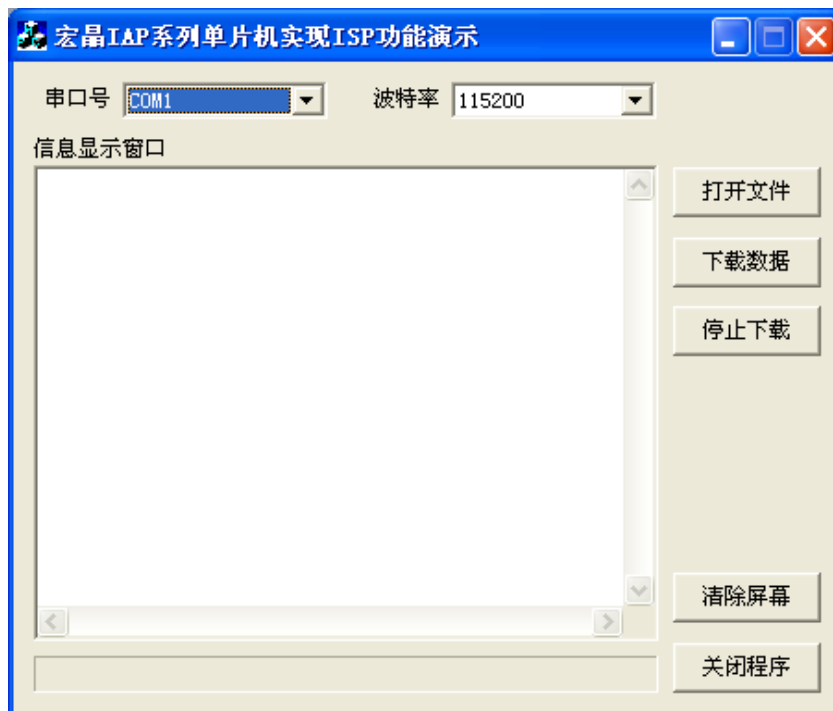 宏晶IAP系列单片机实现ISP功能演示
串口号 COM1 波特率 115200
信息显示窗口
打开文件
下载数据
停止下载
清除屏幕
关闭程序